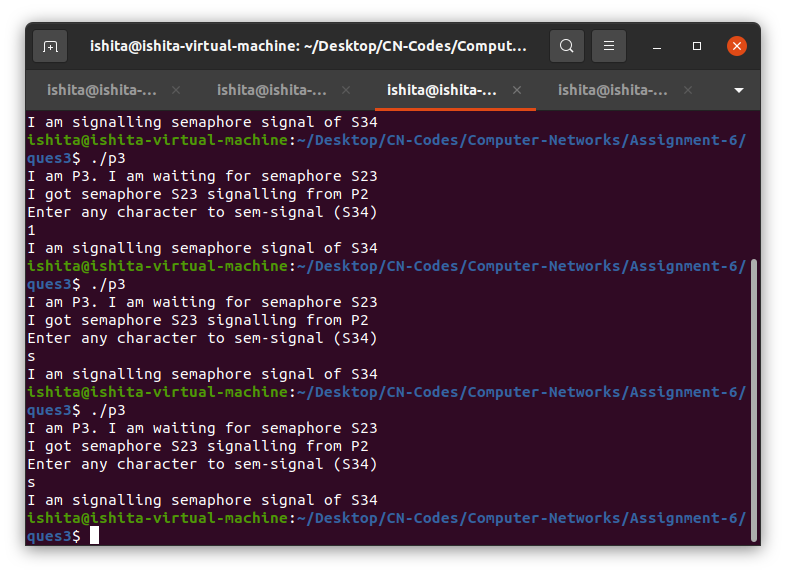 ishita@ishita-virtual-machine: ~/Desktop/CN-Codes/Comput...
ishita@ishita-... × ishita@ishita-... × ishita@ishita-... × ishita@ishita-... ×
I am signalling semaphore signal of S34
ishita@ishita-virtual-machine:~/Desktop/CN-Codes/Computer-Networks/Assignment-6/
ques3$ ./p3
I am P3. I am waiting for semaphore S23
I got semaphore S23 signalling from P2
Enter any character to sem-signal (S34)
1
I am signalling semaphore signal of S34
ishita@ishita-virtual-machine:~/Desktop/CN-Codes/Computer-Networks/Assignment-6/
ques3$ ./p3
I am P3. I am waiting for semaphore S23
I got semaphore S23 signalling from P2
Enter any character to sem-signal (S34)
s
I am signalling semaphore signal of S34
ishita@ishita-virtual-machine:~/Desktop/CN-Codes/Computer-Networks/Assignment-6/
ques3$ ./p3
I am P3. I am waiting for semaphore S23
I got semaphore S23 signalling from P2
Enter any character to sem-signal (S34)
s
I am signalling semaphore signal of S34
ishita@ishita-virtual-machine:~/Desktop/CN-Codes/Computer-Networks/Assignment-6/
ques3$